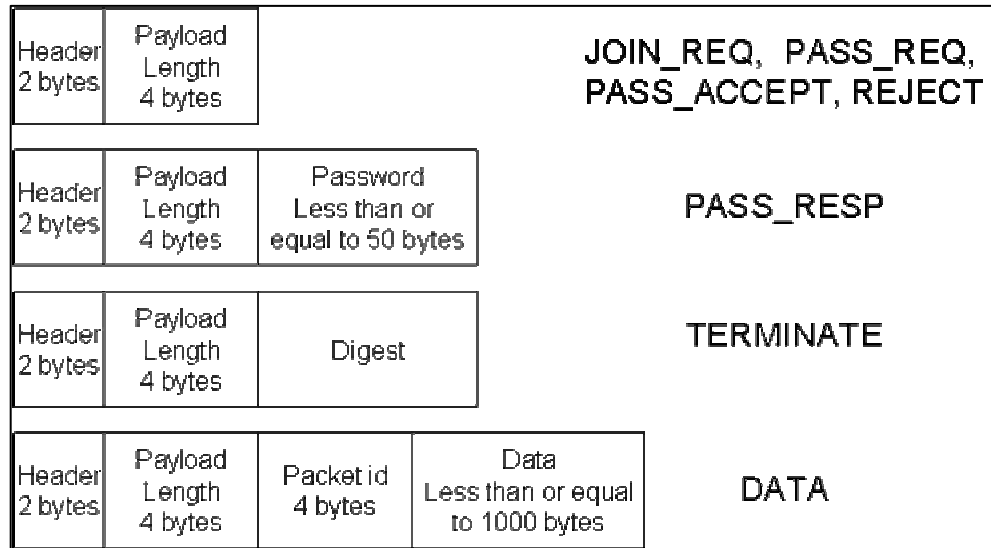 Header
2 bytes
Payload
Length
4 bytes
JOIN_REQ, PASS_REQ,
PASS_ACCEPT, REJECT
Header
2 bytes
Payload
Length
4 bytes
Password
Less than or
equal to 50 bytes
PASS_RESP
Header
2 bytes
Payload
Length
4 bytes
Digest
TERMINATE
Header
2 bytes
Payload
Length
4 bytes
Packet id
4 bytes
Data
Less than or equal
to 1000 bytes
DATA